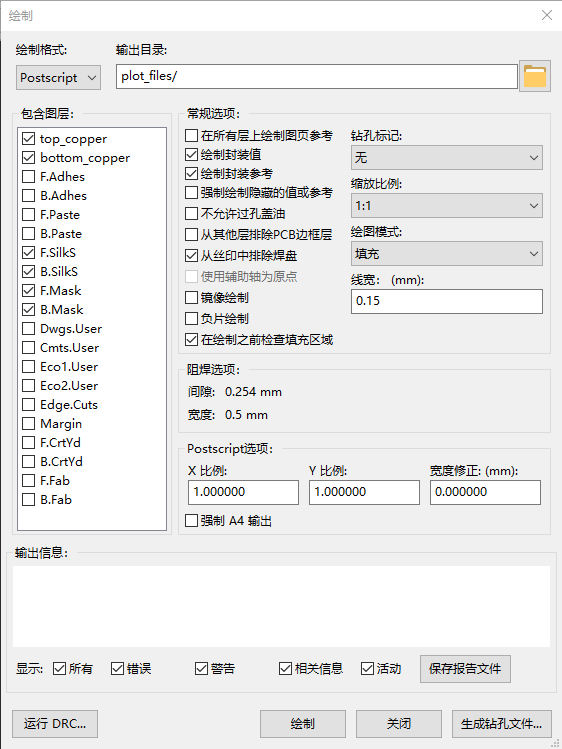 绘制
绘制格式:
输出目录:
Postscript
plot_files/
包含图层:
top_copper
bottom_copper
F.Adhes
B.Adhes
F.Paste
B.Paste
F.SilkS
B.SilkS
F.Mask
B.Mask
Dwgs.User
Cmts.User
Eco1.User
Eco2.User
Edge.Cuts
Margin
F.CrtYd
B.CrtYd
F.Fab
B.Fab
常规选项:
在所有层上绘制图页参考
绘制封装值
绘制封装参考
强制绘制隐藏的值或参考
不允许过孔盖油
从其他层排除PCB边框层
从丝印中排除焊盘
使用辅助轴为原点
镜像绘制
负片绘制
在绘制之前检查填充区域
钻孔标记:
无
缩放比例:
1:1
绘图模式:
填充
线宽: (mm):
0.15
阻焊选项:
间隙: 0.254 mm
宽度: 0.5 mm
Postscript选项:
X 比例:
Y 比例:
宽度修正: (mm):
1.000000
1.000000
0.000000
强制 A4 输出
输出信息:
显示: 所有 错误 警告 相关信息 活动 保存报告文件
运行 DRC... 绘制 关闭 生成钻孔文件...